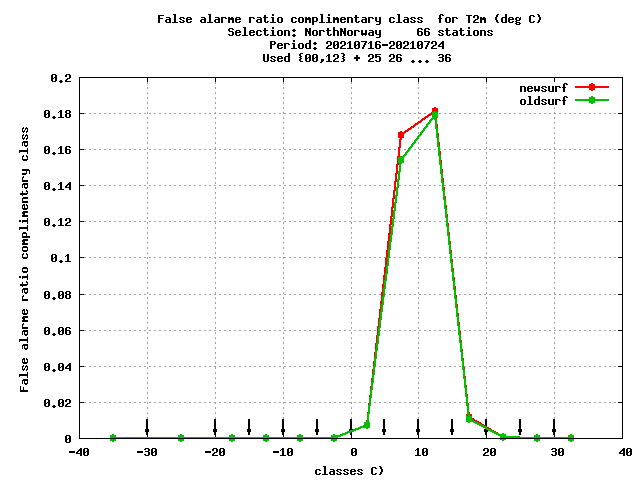 False alarme ratio complimentary class  for T2m (deg C)
Selection: NorthNorway     66 stations
Period: 20210716-20210724
Used {00,12} + 25 26 ... 36
newsurf
oldsurf
False alarme ratio complimentary class
0.2
0.18
0.16
0.14
0.12
0.1
0.08
0.06
0.04
0.02
0
-40 -30 -20 -10 0 10 20 30 40
classes C)